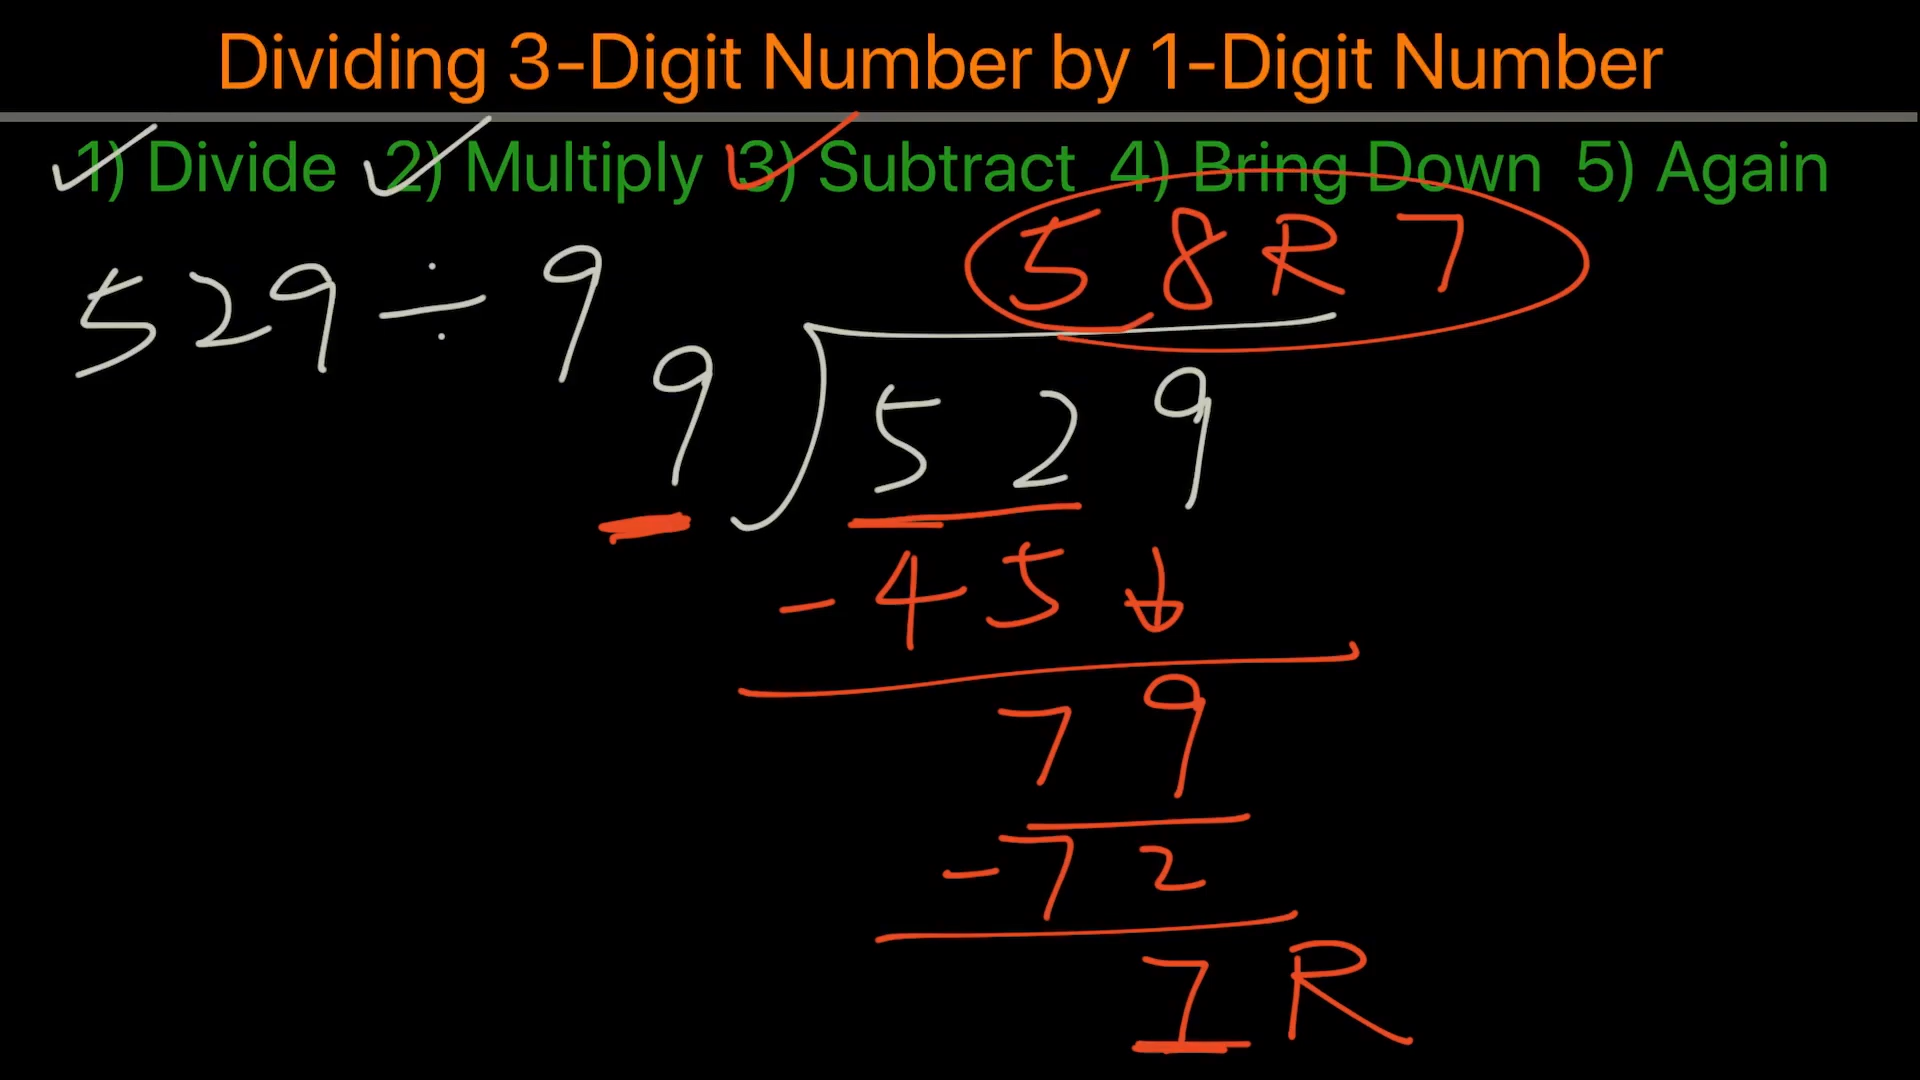 Dividing 3-Digit Number by 1-Digit Number
1) Divide 2) Multiply 3) Subtract 4) Bring Down 5) Again
58R7
529÷9
9)529
-45↓
79
-72
7 R